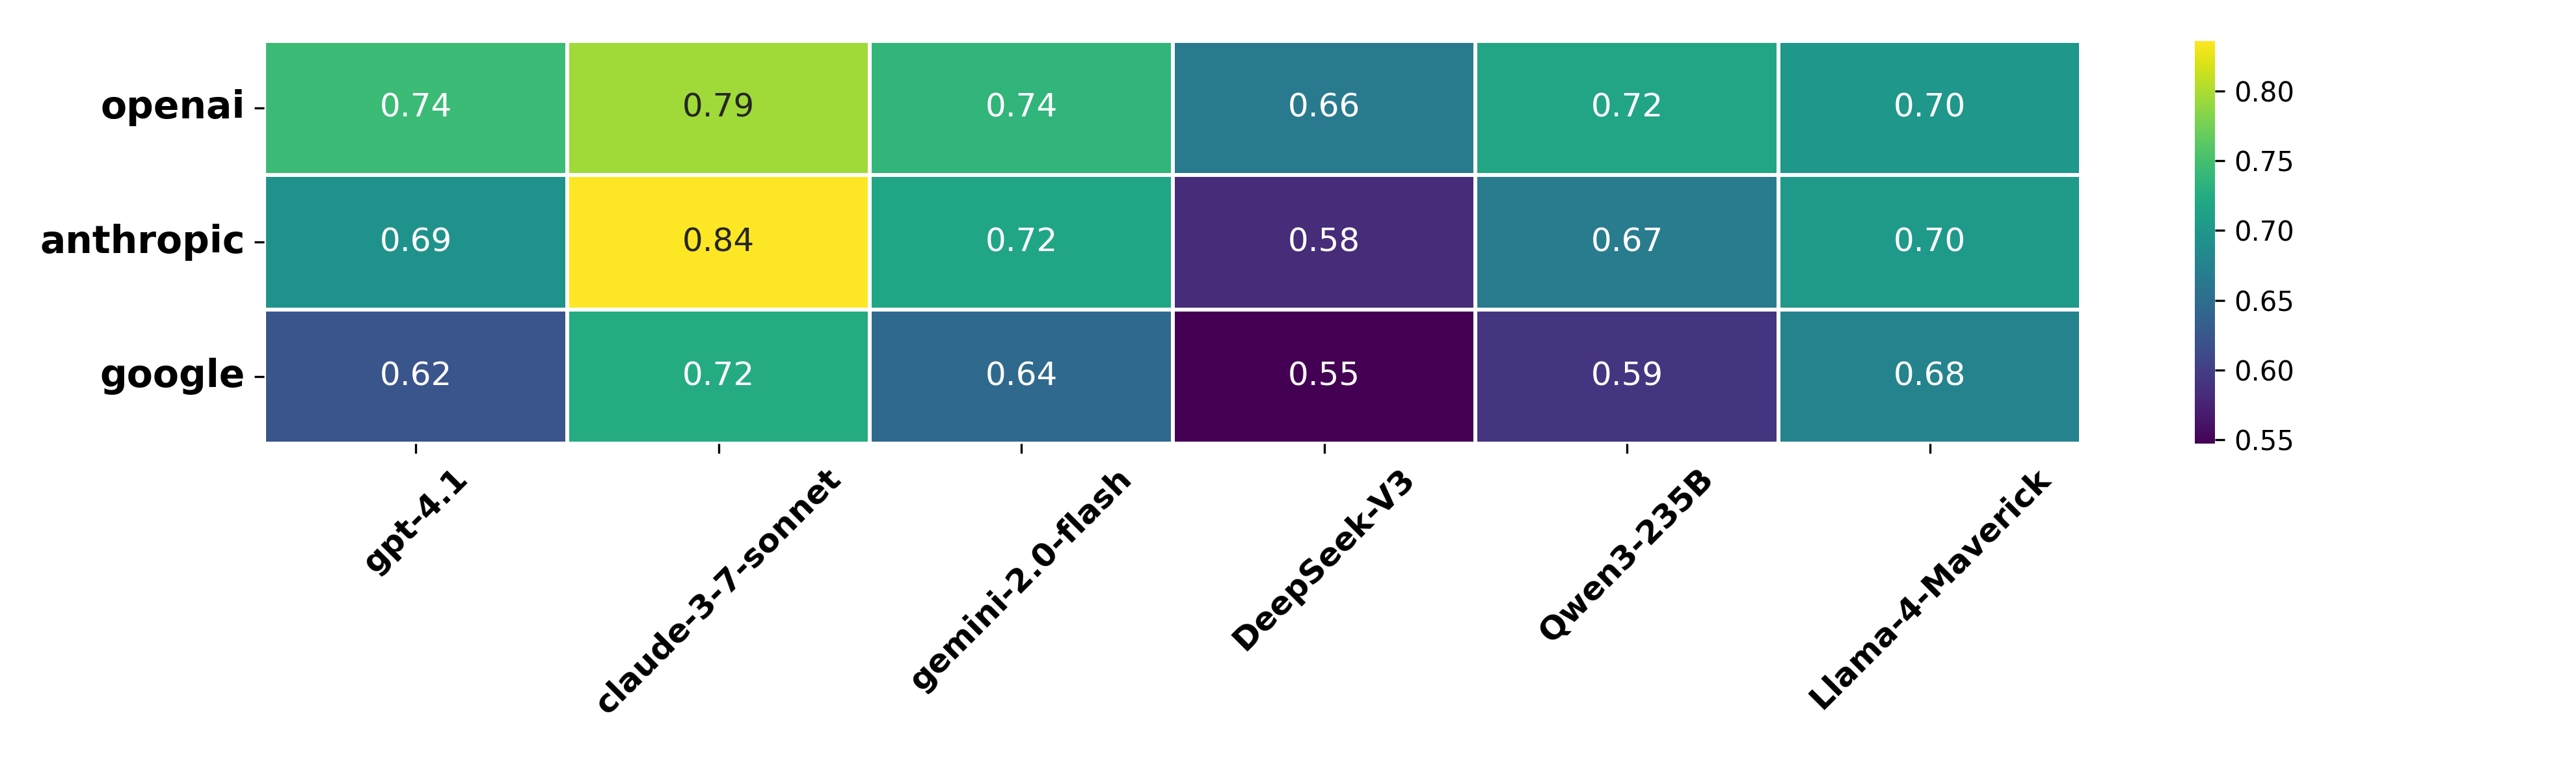 openai 0.74 0.79 0.74 0.66 0.72 0.70
anthropic 0.69 0.84 0.72 0.58 0.67 0.70
google 0.62 0.72 0.64 0.55 0.59 0.68
gpt-4.1
claude-3-7-sonnet
gemini-2.0-flash
DeepSeek-V3
Qwen3-235B
Llama-4-Maverick
0.80
0.75
0.70
0.65
0.60
0.55